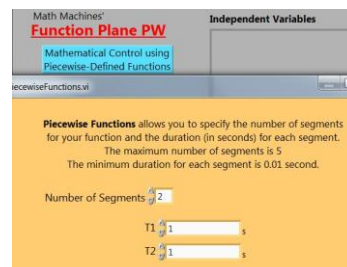 Math Machines'
Independent Variables
Function Plane PW
Mathematical Control using
Piecewise-Defined Functions
iecewiseFunctions.vi
Piecewise Functions allows you to specify the number of segments
for your function and the duration (in seconds) for each segment.
The maximum number of segments is 5
The minimum duration for each segment is 0.01 second.
Number of Segments 2
T1 1 s
T2 1 s